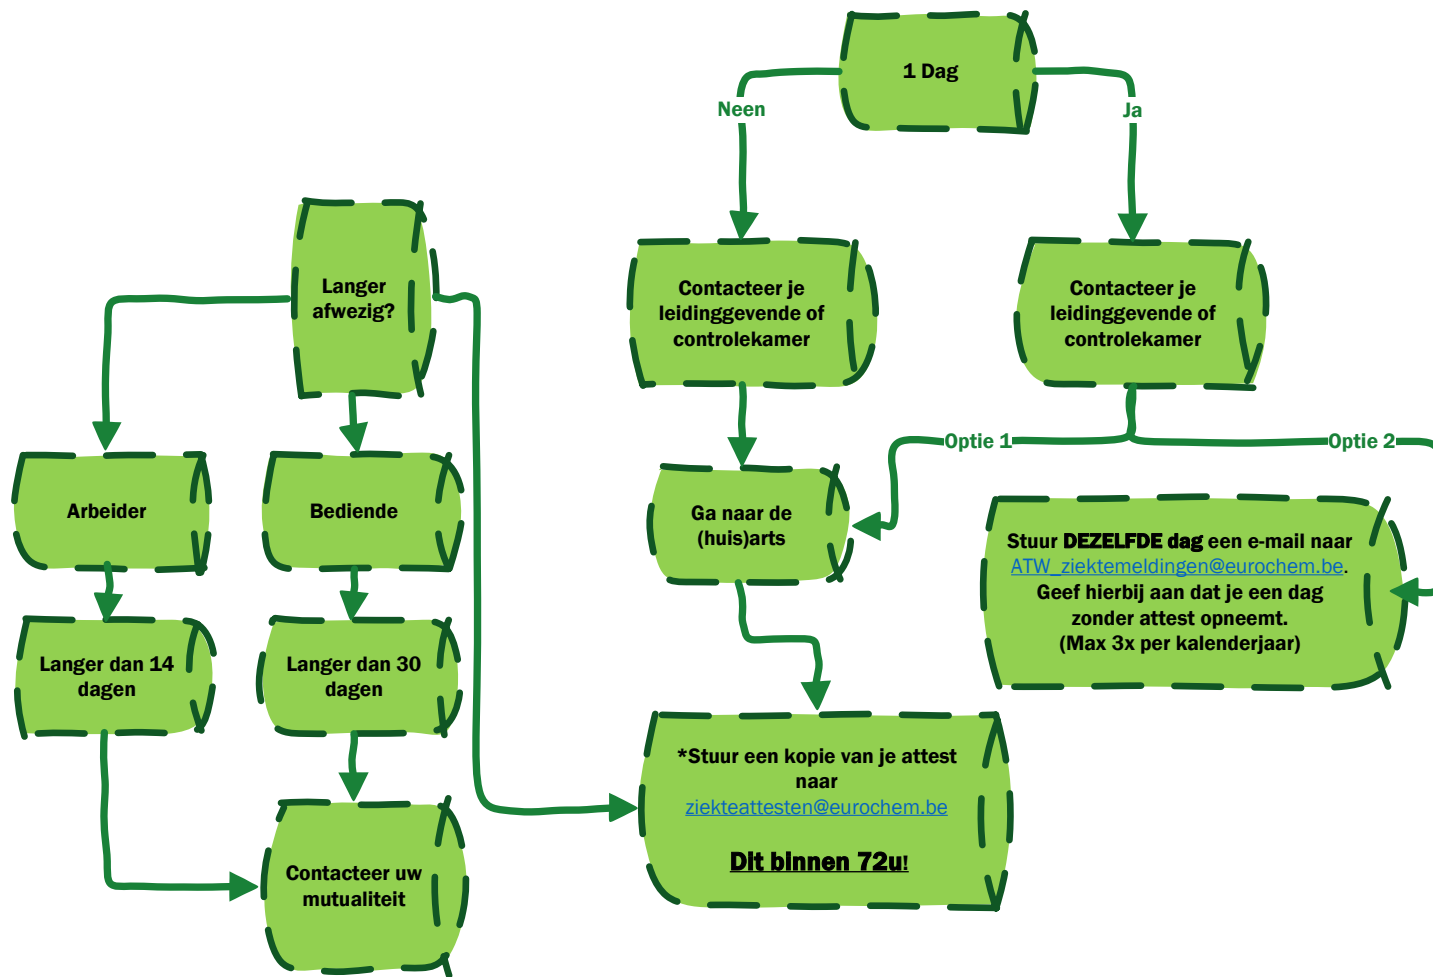 1 Dag
Neen
Ja
Langer
afwezig?
Contacteer je
leidinggevende of
controlekamer
Contacteer je
leidinggevende of
controlekamer
Optie 1
Optie 2
Arbeider
Bediende
Ga naar de
(huis)arts
Stuur DEZELFDE dag een e-mail naar
ATW_ziektemeldingen@eurochem.be.
Geef hierbij aan dat je een dag
zonder attest opneemt.
(Max 3x per kalenderjaar)
Langer dan 14
dagen
Langer dan 30
dagen
*Stuur een kopie van je attest
naar
ziekteattesten@eurochem.be
Dit binnen 72u!
Contacteer uw
mutualiteit